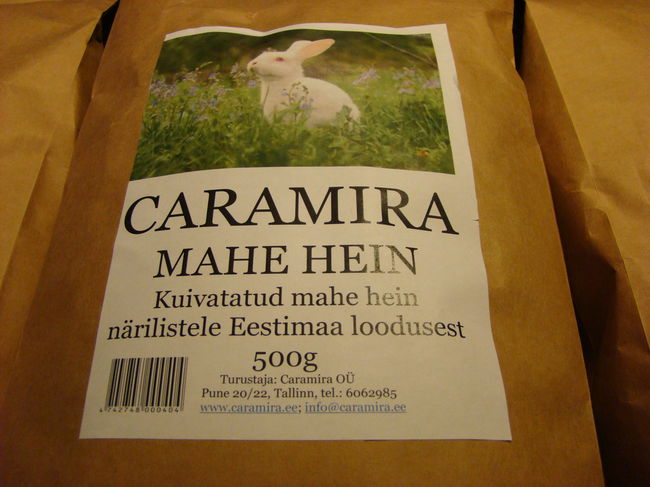 CARAMIRA
MAHE HEIN
Kuivatatud mahe hein
närilistele Eestimaa loodusest
500g
Turustaja: Caramira OÜ
Pune 20/22, Tallinn, tel.: 6062985
www.caramira.ee; info@caramira.ee
4742748000404